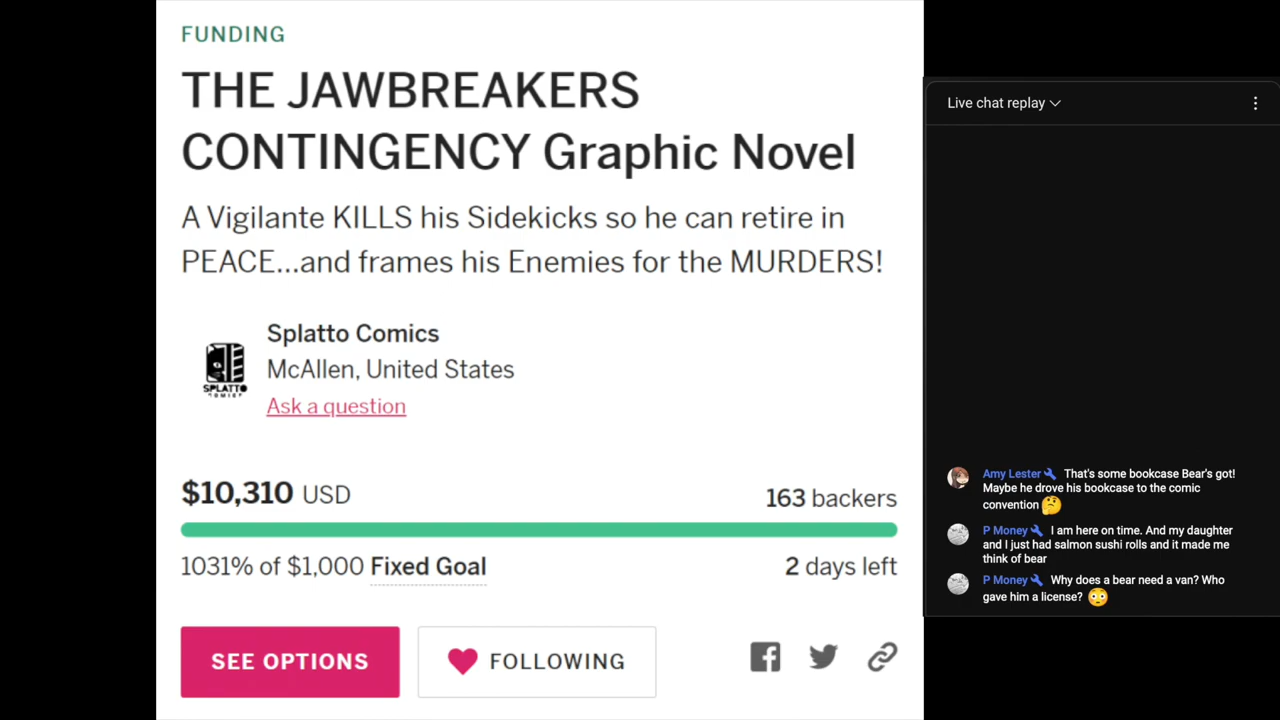 FUNDING
THE JAWBREAKERS
CONTINGENCY Graphic Novel
A Vigilante KILLS his Sidekicks so he can retire in
PEACE...and frames his Enemies for the MURDERS!
Splatto Comics
McAllen, United States
Ask a question
SPLATTO
COMICS
$10,310 USD
163 backers
1031% of $1,000 Fixed Goal
2 days left
SEE OPTIONS
FOLLOWING
Live chat replay
Amy Lester That's some bookcase Bear's got!
Maybe he drove his bookcase to the comic
convention 🤔
P Money I am here on time. And my daughter
and I just had salmon sushi rolls and it made me
think of bear
P Money Why does a bear need a van? Who
gave him a license? 😳